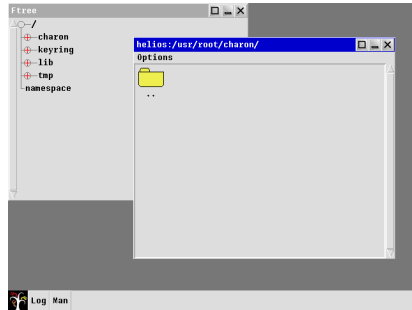 Ftree
/
charon
keyring
lib
tmp
namespace
helios:/usr/root/charon/
Options
..
Log Man